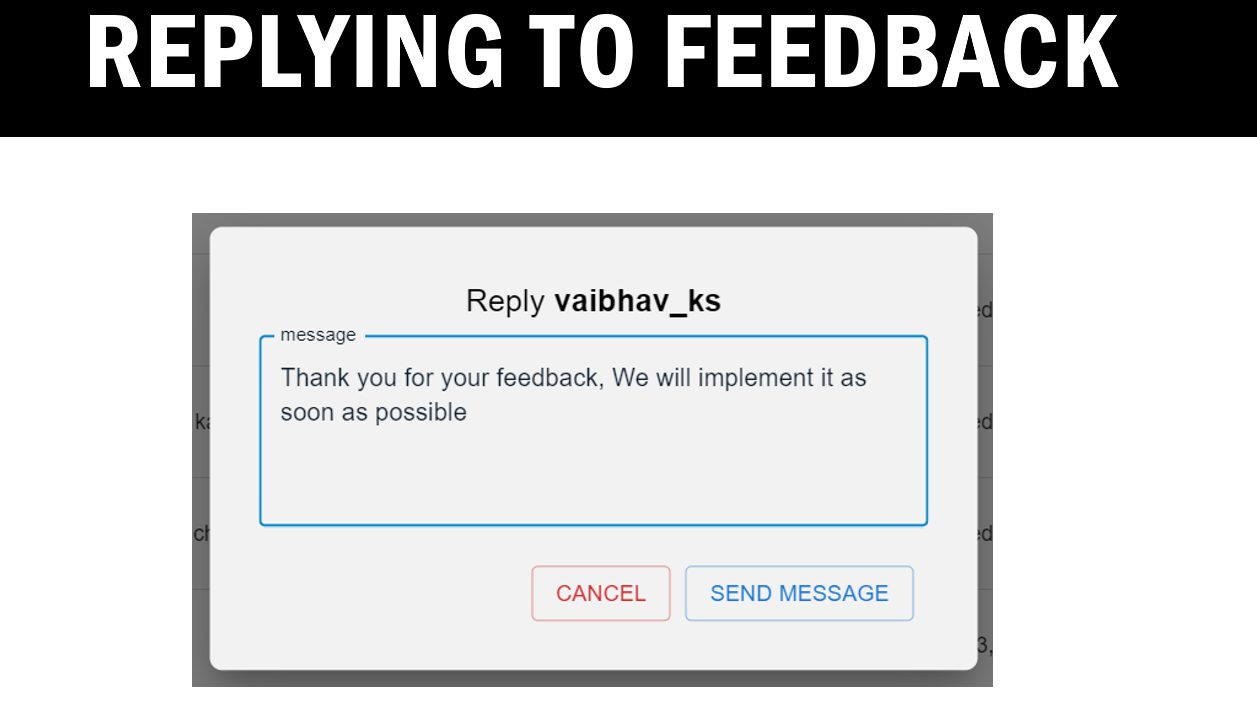 REPLYING TO FEEDBACK
Reply vaibhav_ks
message
Thank you for your feedback, We will implement it as
soon as possible
CANCEL
SEND MESSAGE